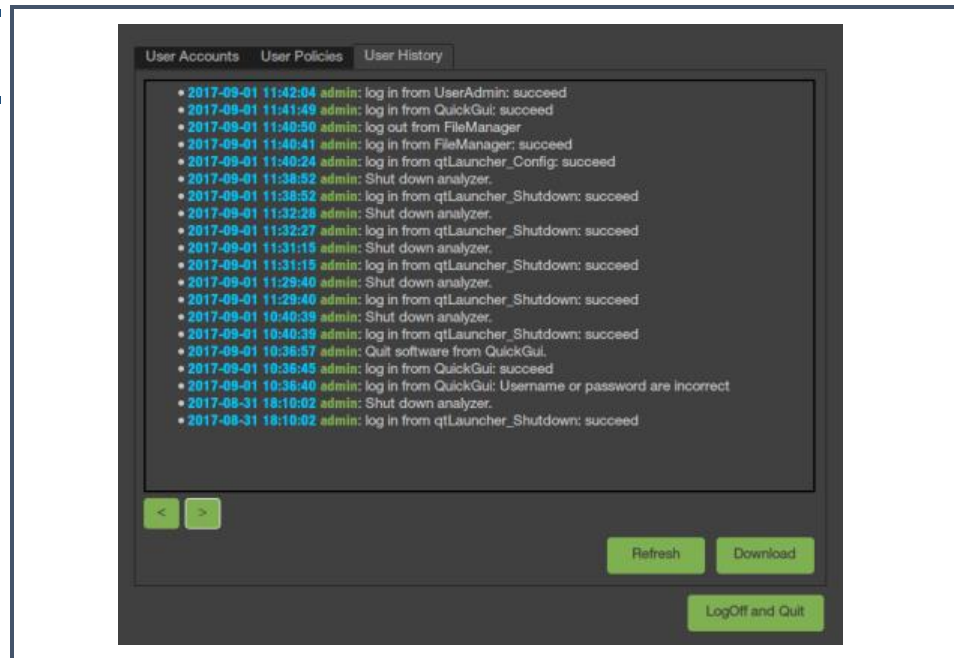 User Accounts User Policies User History
• 2017-09-01 11:42:04 admin: log in from UserAdmin: succeed
• 2017-09-01 11:41:49 admin: log in from QuickGui: succeed
• 2017-09-01 11:40:50 admin: log out from FileManager
• 2017-09-01 11:40:41 admin: log in from FileManager: succeed
• 2017-09-01 11:40:24 admin: log in from qtLauncher_Config: succeed
• 2017-09-01 11:38:52 admin: Shut down analyzer.
• 2017-09-01 11:38:52 admin: log in from qtLauncher_Shutdown: succeed
• 2017-09-01 11:32:28 admin: Shut down analyzer.
• 2017-09-01 11:32:27 admin: log in from qtLauncher_Shutdown: succeed
• 2017-09-01 11:31:15 admin: Shut down analyzer.
• 2017-09-01 11:31:15 admin: log in from qtLauncher_Shutdown: succeed
• 2017-09-01 11:29:40 admin: Shut down analyzer.
• 2017-09-01 11:29:40 admin: log in from qtLauncher_Shutdown: succeed
• 2017-09-01 10:40:39 admin: Shut down analyzer.
• 2017-09-01 10:40:39 admin: log in from qtLauncher_Shutdown: succeed
• 2017-09-01 10:36:57 admin: Quit software from QuickGui.
• 2017-09-01 10:36:45 admin: log in from QuickGui: succeed
• 2017-09-01 10:36:40 admin: log in from QuickGui: Username or password are incorrect
• 2017-08-31 18:10:02 admin: Shut down analyzer.
• 2017-08-31 18:10:02 admin: log in from qtLauncher_Shutdown: succeed
< >
Refresh Download
LogOff and Quit